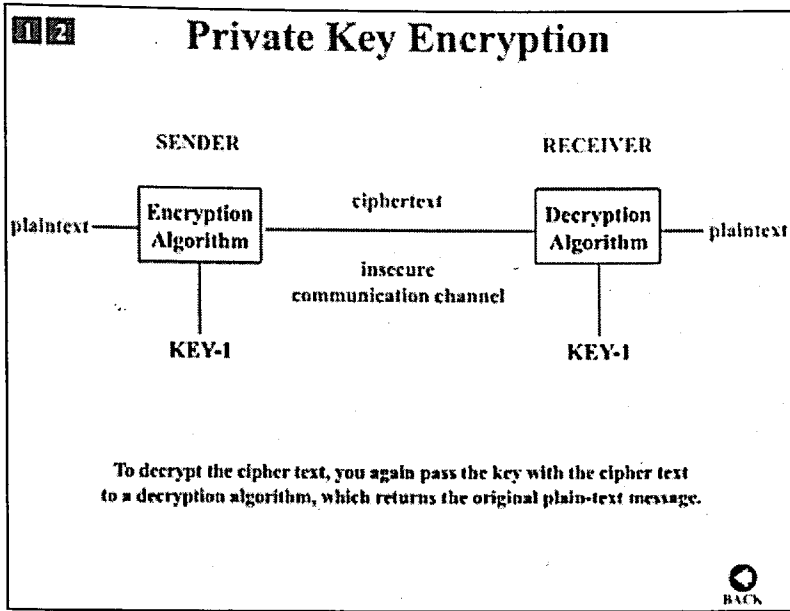 1 2
Private Key Encryption
SENDER
RECEIVER
plaintext
Encryption
Algorithm
ciphertext
Decryption
Algorithm
plaintext
insecure
communication channel
KEY-1
KEY-1
To decrypt the cipher text, you again pass the key with the cipher text
to a decryption algorithm, which returns the original plain-text message.
BACK